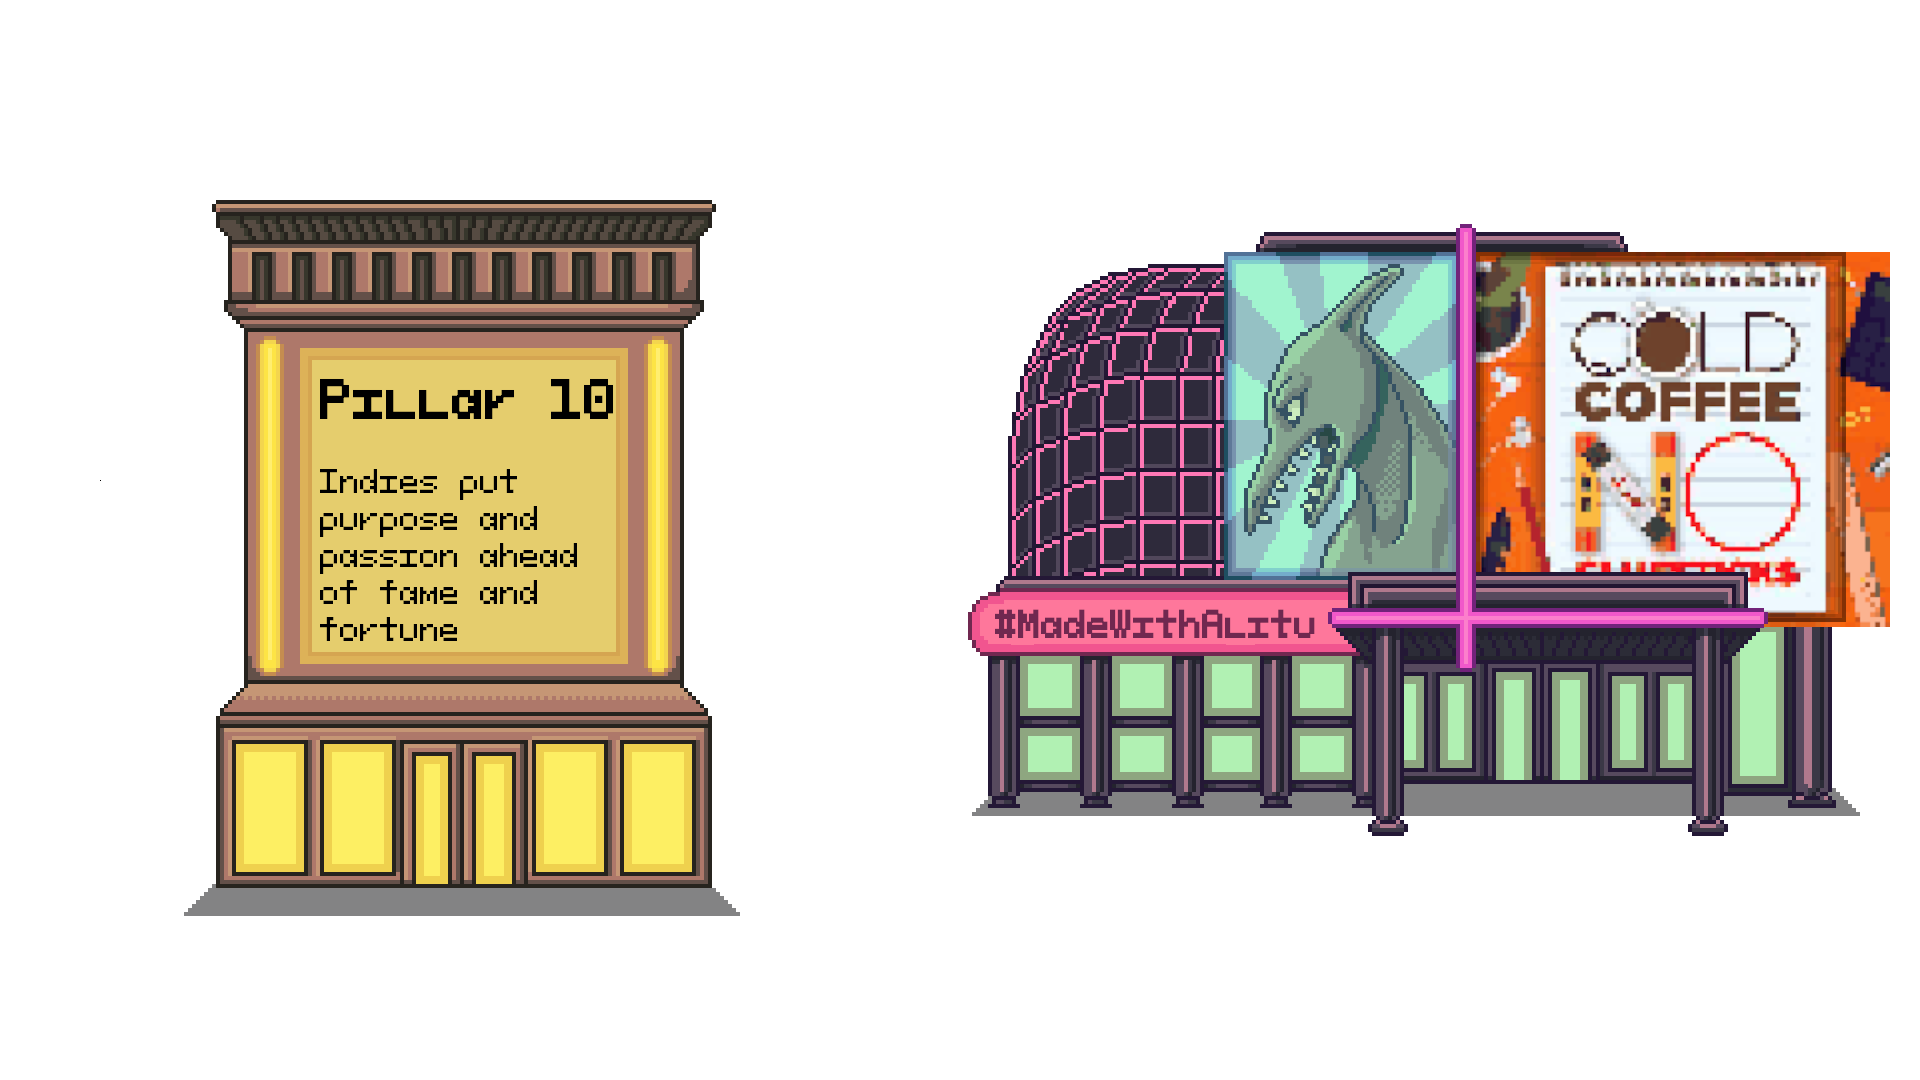 Pillar 10
Indies put
purpose and
passion ahead
of fame and
fortune
COLD
COFFEE
NO
#MadeWithAlitu